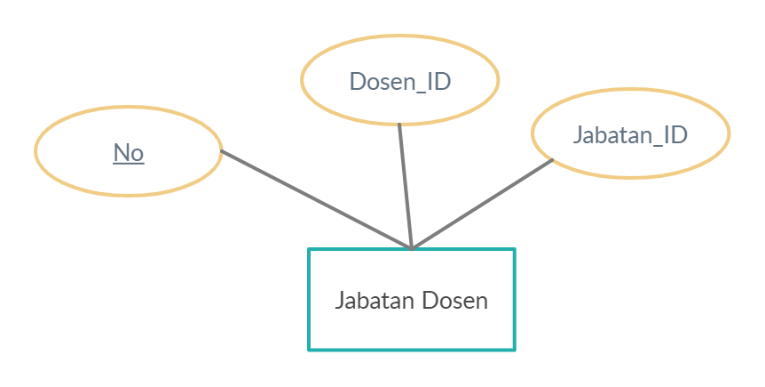 Dosen_ID
Jabatan_ID
No
Jabatan Dosen